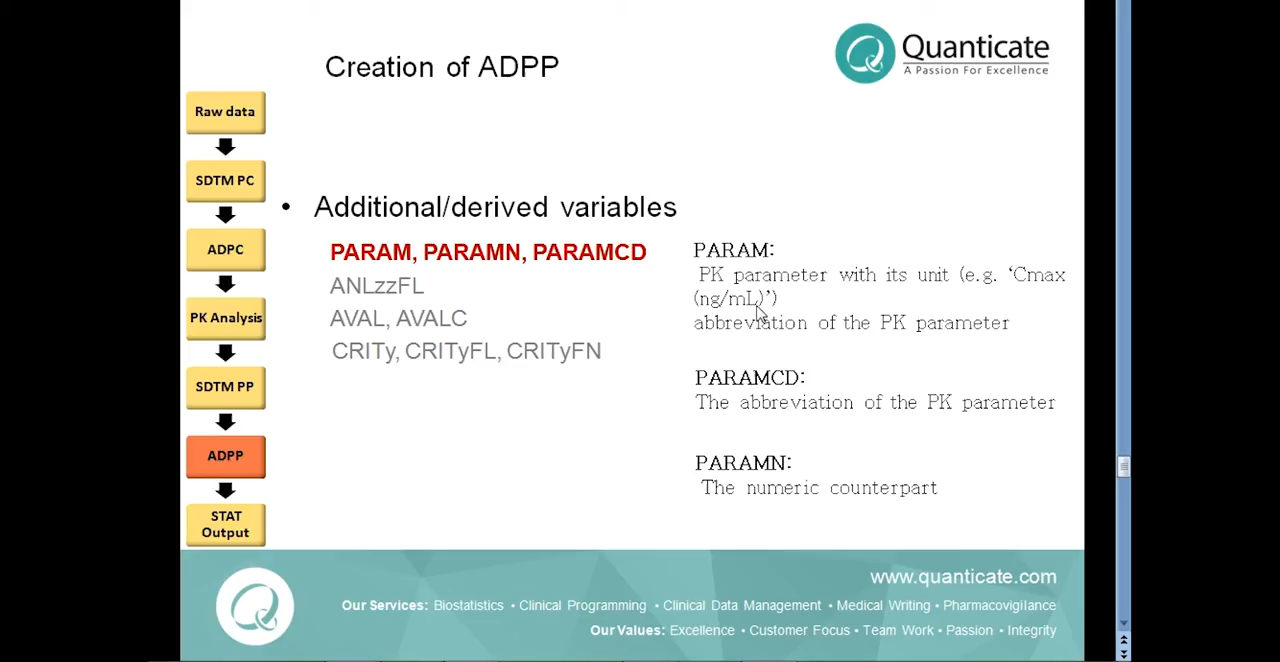 Creation of ADPP
Quanticate
A Passion For Excellence
Raw data
SDTM PC
ADPC
PK Analysis
SDTM PP
ADPP
STAT
Output
• Additional/derived variables
PARAM, PARAMN, PARAMCD
ANLzzFL
AVAL, AVALC
CRITy, CRITyFL, CRITyFN
PARAM:
PK parameter with its unit (e.g. ‘Cmax
(ng/mL)’)
abbreviation of the PK parameter
PARAMCD:
The abbreviation of the PK parameter
PARAMN:
The numeric counterpart
www.quanticate.com
Our Services: Biostatistics • Clinical Programming • Clinical Data Management • Medical Writing • Pharmacovigilance
Our Values: Excellence • Customer Focus • Team Work • Passion • Integrity